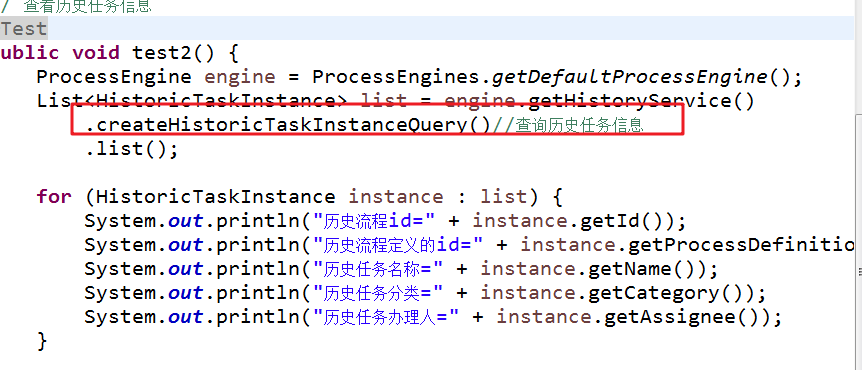 / 查看历史任务信息
Test
ublic void test2() {
ProcessEngine engine = ProcessEngines.getDefaultProcessEngine();
List<HistoricTaskInstance> list = engine.getHistoryService()
.createHistoricTaskInstanceQuery()//查询历史任务信息
.list();
for (HistoricTaskInstance instance : list) {
System.out.println("历史流程id=" + instance.getId());
System.out.println("历史流程定义的id=" + instance.getProcessDefinitio
System.out.println("历史任务名称=" + instance.getName());
System.out.println("历史任务分类=" + instance.getCategory());
System.out.println("历史任务办理人=" + instance.getAssignee());
}